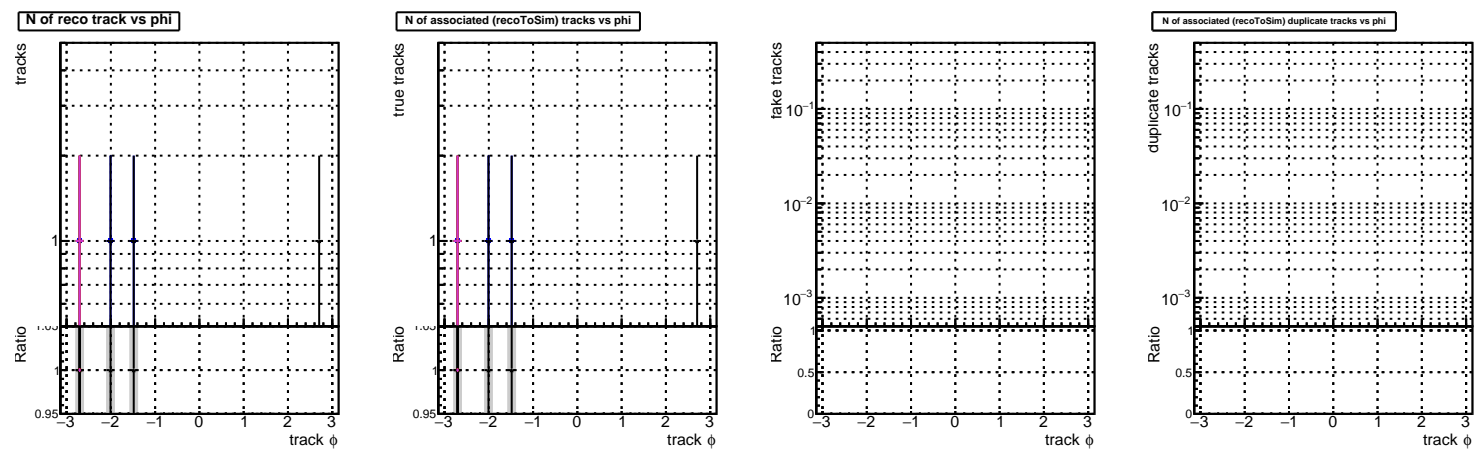 N of reco track vs phi
tracks
1
Ratio
1.05
1
0.95
−3 −2 −1 0 1 2 3
track ϕ
N of associated (recoToSim) tracks vs phi
true tracks
1
Ratio
1.05
1
0.95
−3 −2 −1 0 1 2 3
track ϕ
fake tracks
10−1
10−2
10−3
Ratio
1
0.5
0
−3 −2 −1 0 1 2 3
track ϕ
N of associated (recoToSim) duplicate tracks vs phi
duplicate tracks
10−1
10−2
10−3
Ratio
1
0.5
0
−3 −2 −1 0 1 2 3
track ϕ